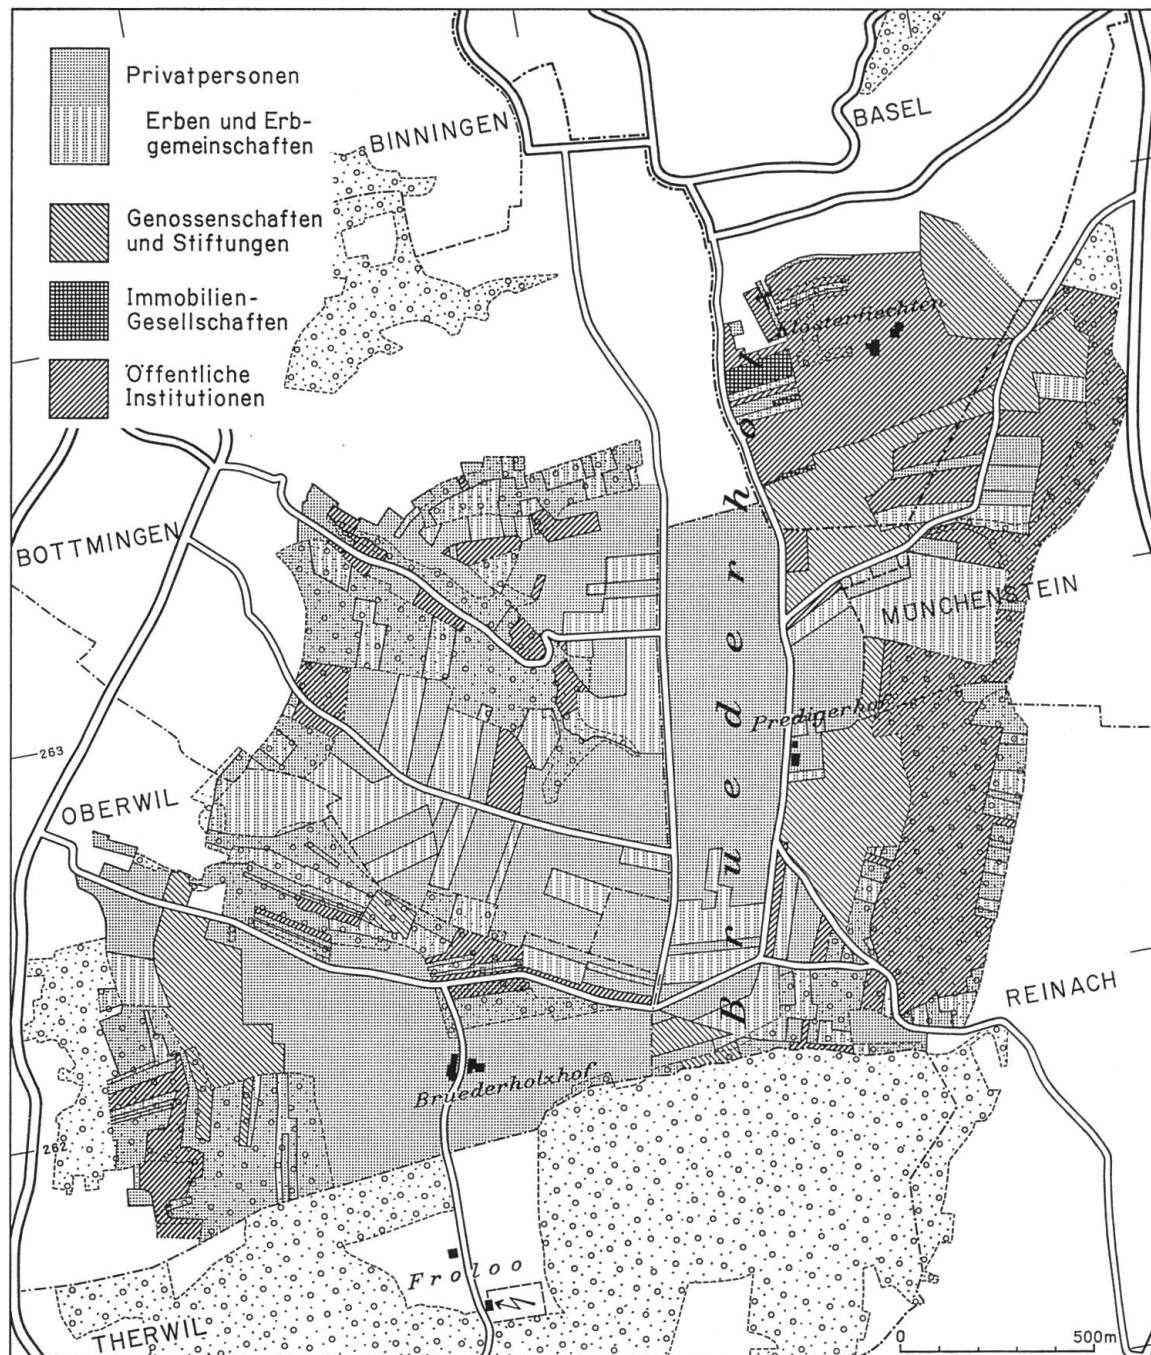 Privatpersonen
Erben und Erb-
gemeinschaften
Genossenschaften
und Stiftungen
Immobilien-
Gesellschaften
Öffentliche
Institutionen
BINNINGEN
BASEL
Klosterfiechten
BOTTMINGEN
MÜNCHENSTEIN
Predigerhof
263
OBERWIL
Bruederholz
REINACH
Bruederholzhof
262
Froloo
THERWIL
0 500m